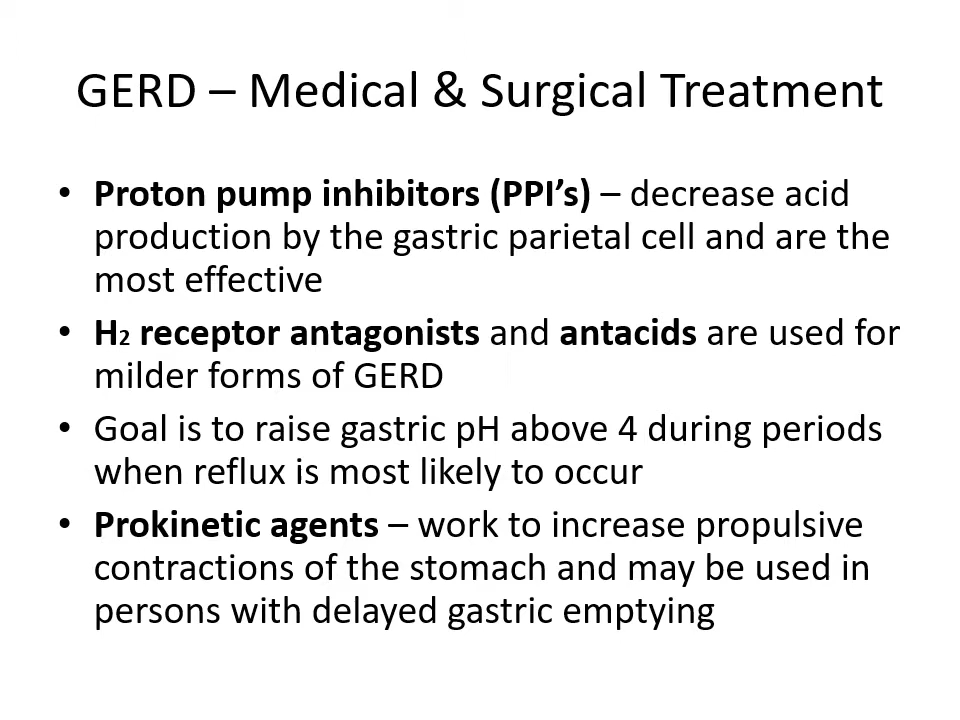 GERD – Medical & Surgical Treatment
• Proton pump inhibitors (PPI’s) – decrease acid
production by the gastric parietal cell and are the
most effective
• H₂ receptor antagonists and antacids are used for
milder forms of GERD
• Goal is to raise gastric pH above 4 during periods
when reflux is most likely to occur
• Prokinetic agents – work to increase propulsive
contractions of the stomach and may be used in
persons with delayed gastric emptying